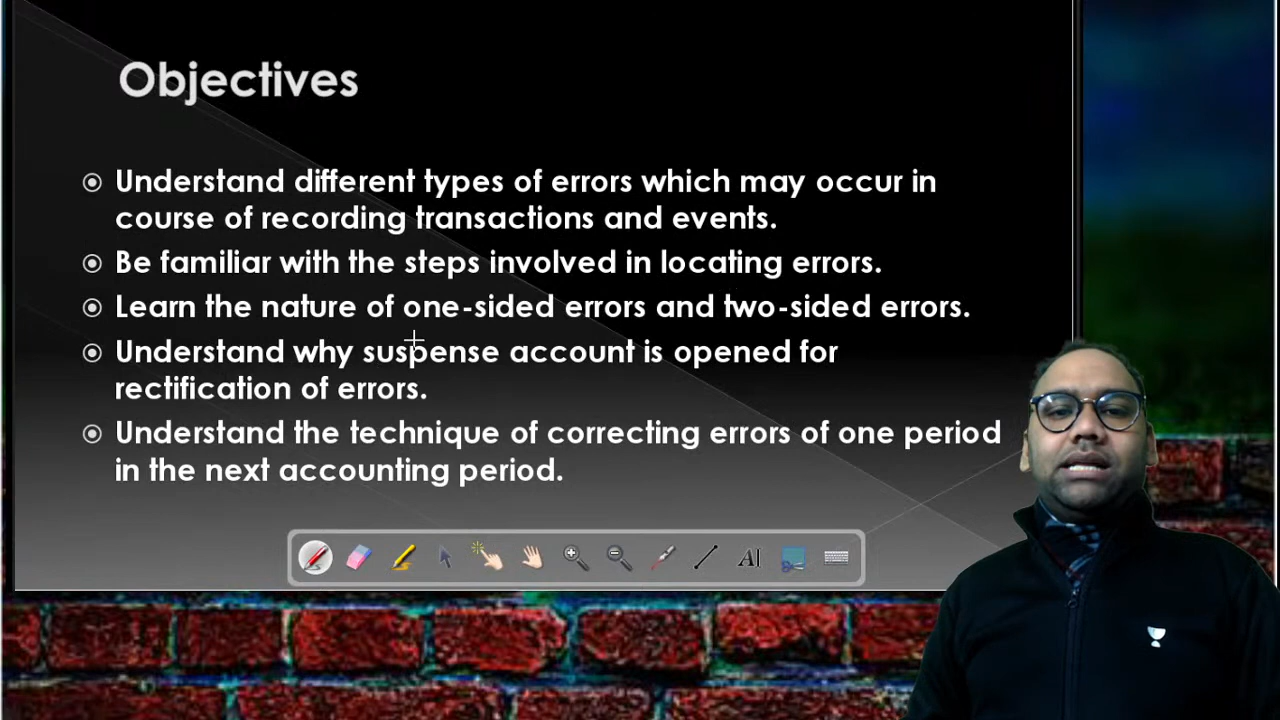 Objectives
Understand different types of errors which may occur in
course of recording transactions and events.
Be familiar with the steps involved in locating errors.
Learn the nature of one-sided errors and two-sided errors.
Understand why suspense account is opened for
rectification of errors.
Understand the technique of correcting errors of one period
in the next accounting period.
AI